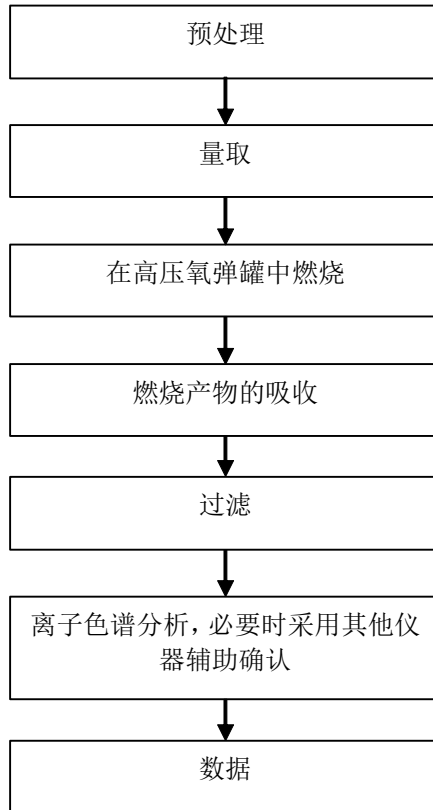 预处理
量取
在高压氧弹罐中燃烧
燃烧产物的吸收
过滤
离子色谱分析，必要时采用其他仪
器辅助确认
数据